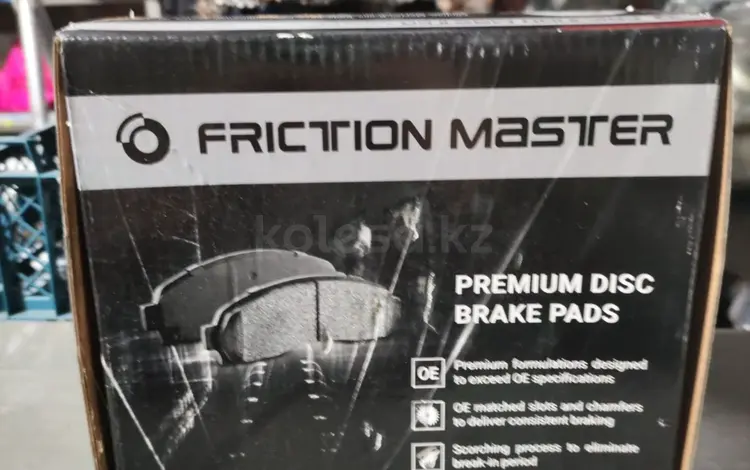 FRICTION MASTER
kolesa.kz
PREMIUM DISC
BRAKE PADS
OE
Premium formulations designed
to exceed OE specifications
OE matched slots and chamfers
to deliver consistent braking
Scorching process to eliminate
break-in period